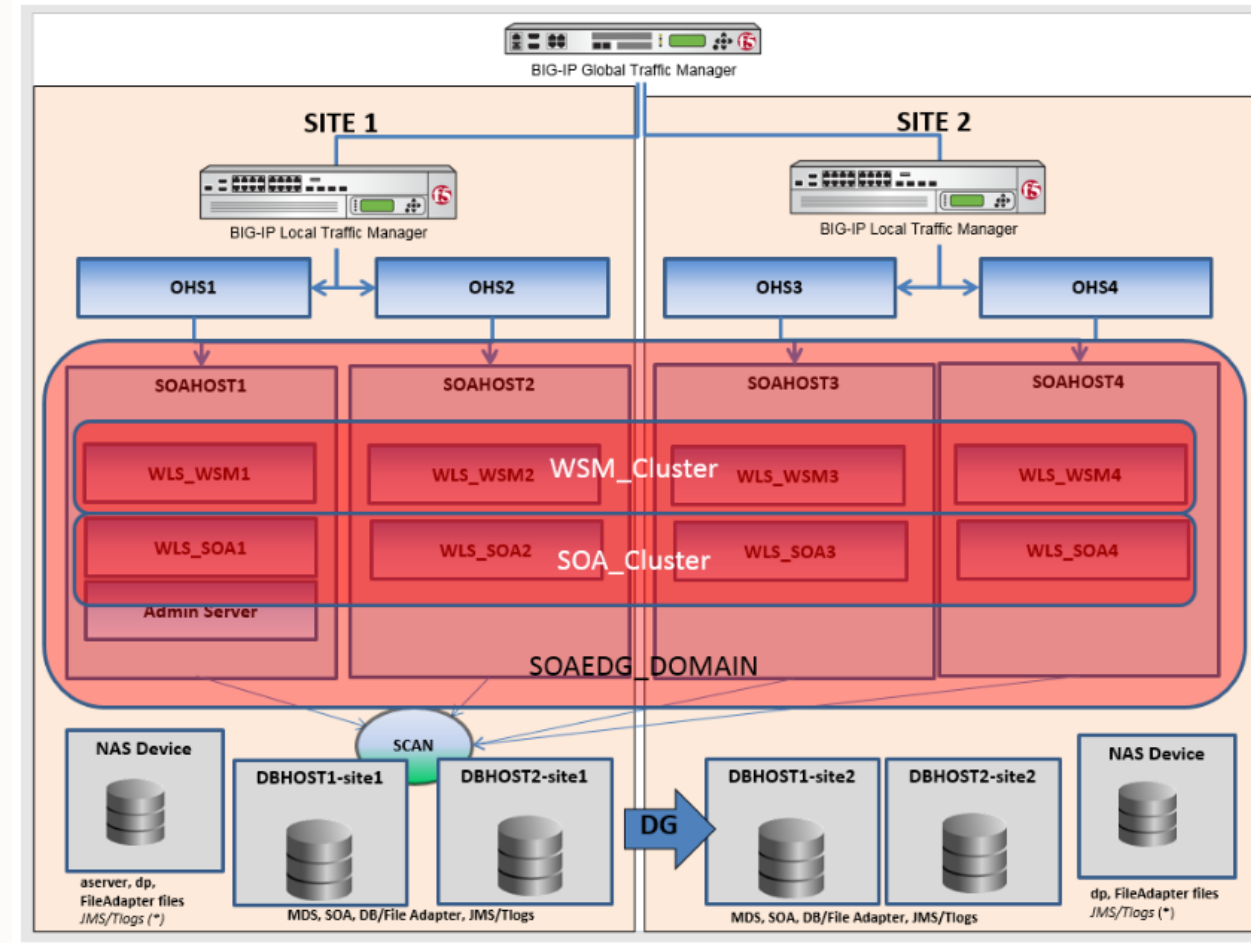 BIG-IP Global Traffic Manager
SITE 1
SITE 2
BIG-IP Local Traffic Manager
BIG-IP Local Traffic Manager
OHS1
OHS2
OHS3
OHS4
SOAHOST1
SOAHOST2
SOAHOST3
SOAHOST4
WLS_WSM1
WLS_WSM2
WSM_Cluster
WLS_WSM3
WLS_WSM4
WLS_SOA1
WLS_SOA2
SOA_Cluster
WLS_SOA3
WLS_SOA4
Admin Server
SOAEDG_DOMAIN
SCAN
NAS Device
DBHOST1-site1
DBHOST2-site1
DG
DBHOST1-site2
DBHOST2-site2
NAS Device
aserver, dp,
FileAdapter files
JMS/Tlogs (*)
MDS, SOA, DB/File Adapter, JMS/Tlogs
MDS, SOA, DB/File Adapter, JMS/Tlogs
dp, FileAdapter files
JMS/Tlogs (*)